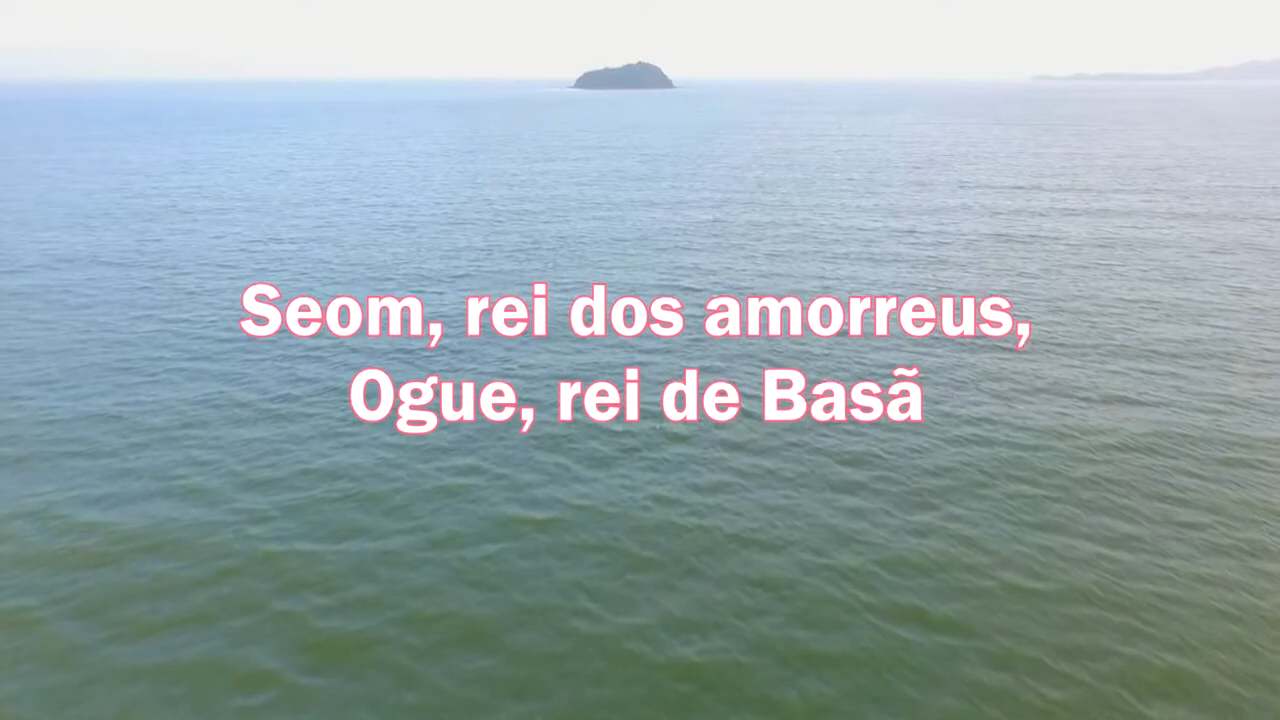 Seom, rei dos amorreus,
Ogue, rei de Basã